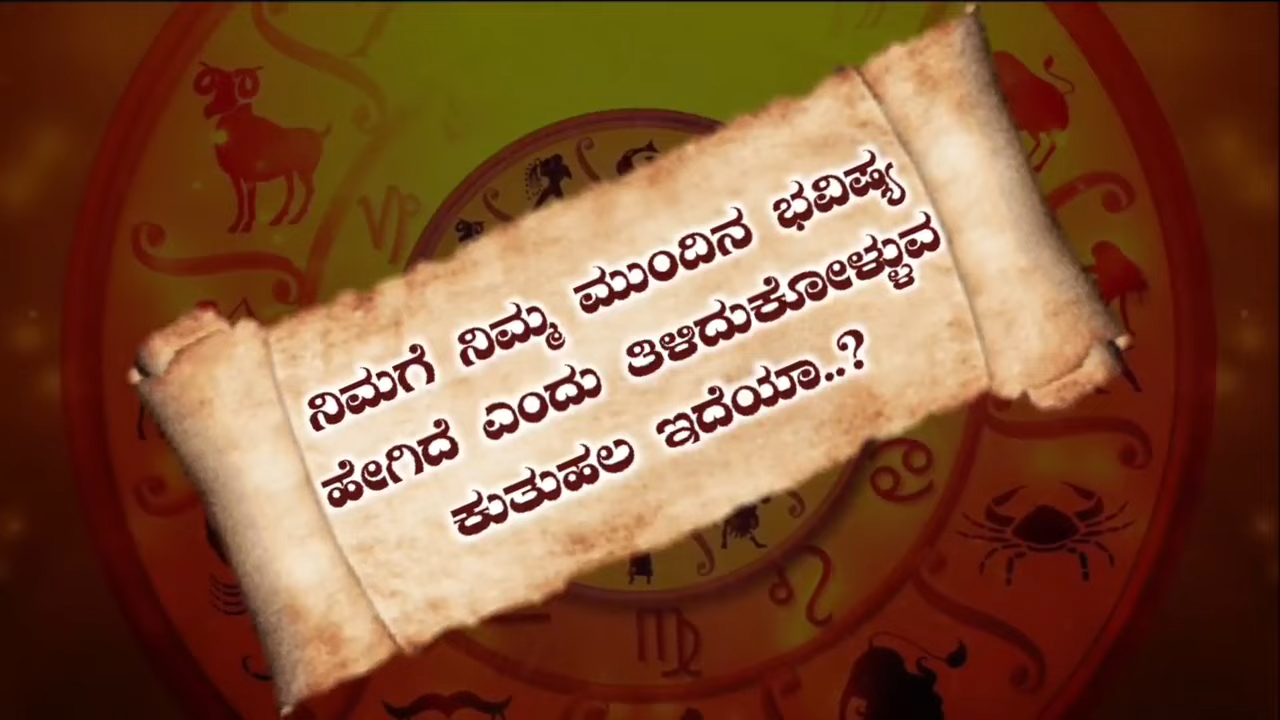 ನಿಮಗೆ ನಿಮ್ಮ ಮುಂದಿನ ಭವಿಷ್ಯ
ಹೇಗಿದೆ ಎಂದು ತಿಳಿದುಕೋಳ್ಳುವ
ಕುತುಹಲ ಇದೆಯಾ..?